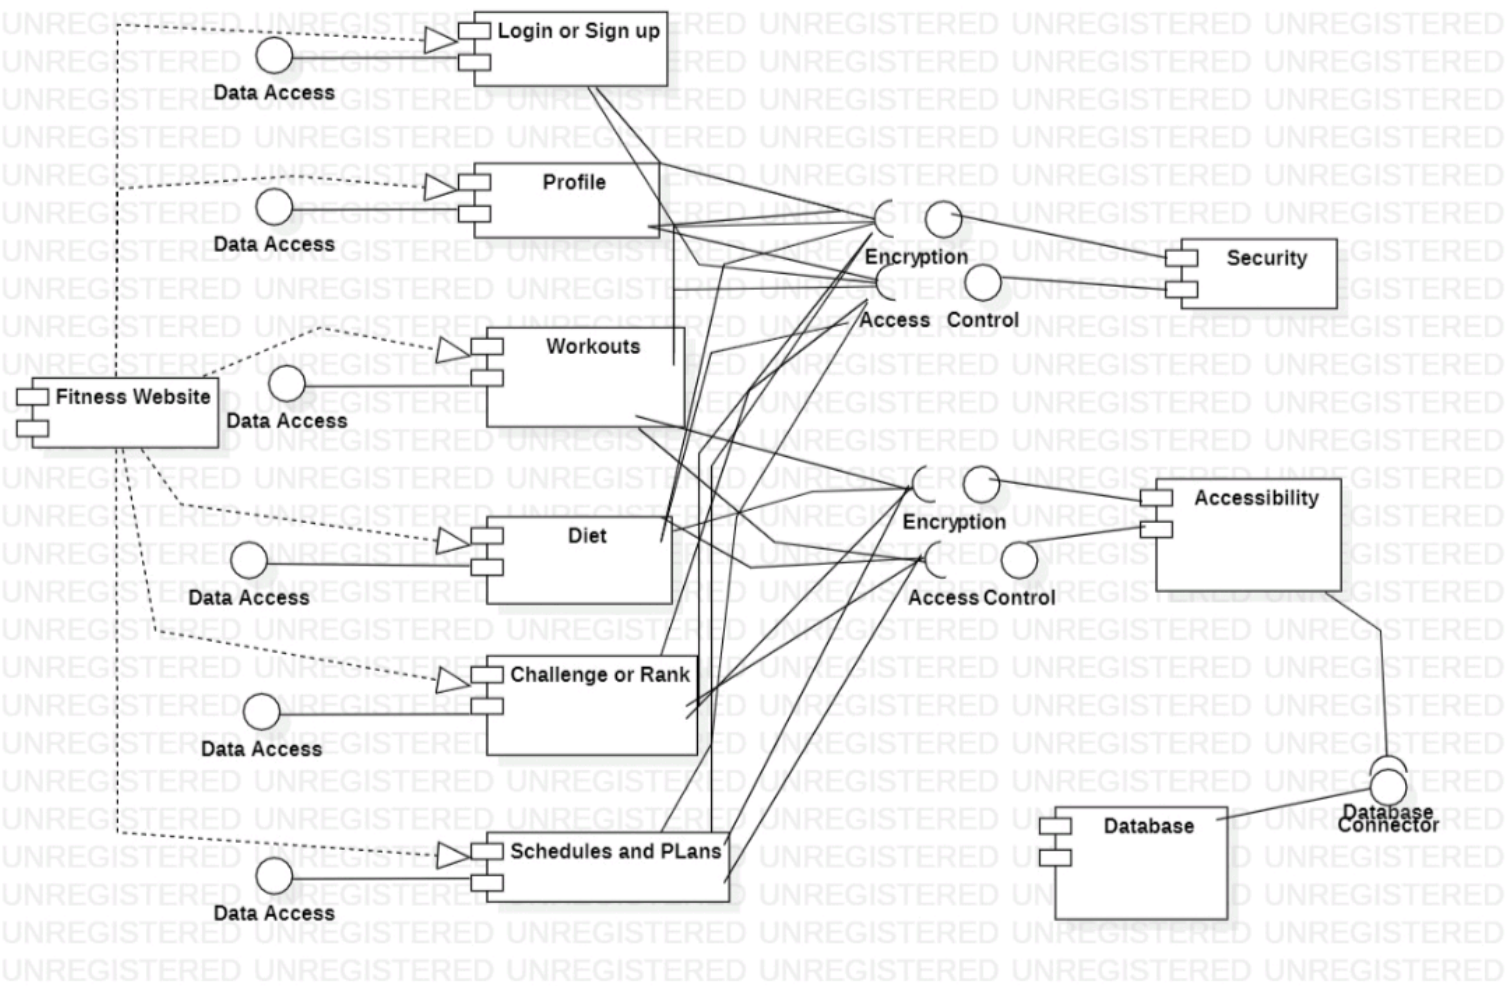 Login or Sign up
Data Access
Profile
Data Access
Encryption
Security
Access Control
Workouts
Fitness Website
Data Access
Accessibility
Encryption
Diet
Data Access
Access Control
Challenge or Rank
Data Access
Database
Connector
Database
Schedules and PLans
Data Access
UNREGISTERED